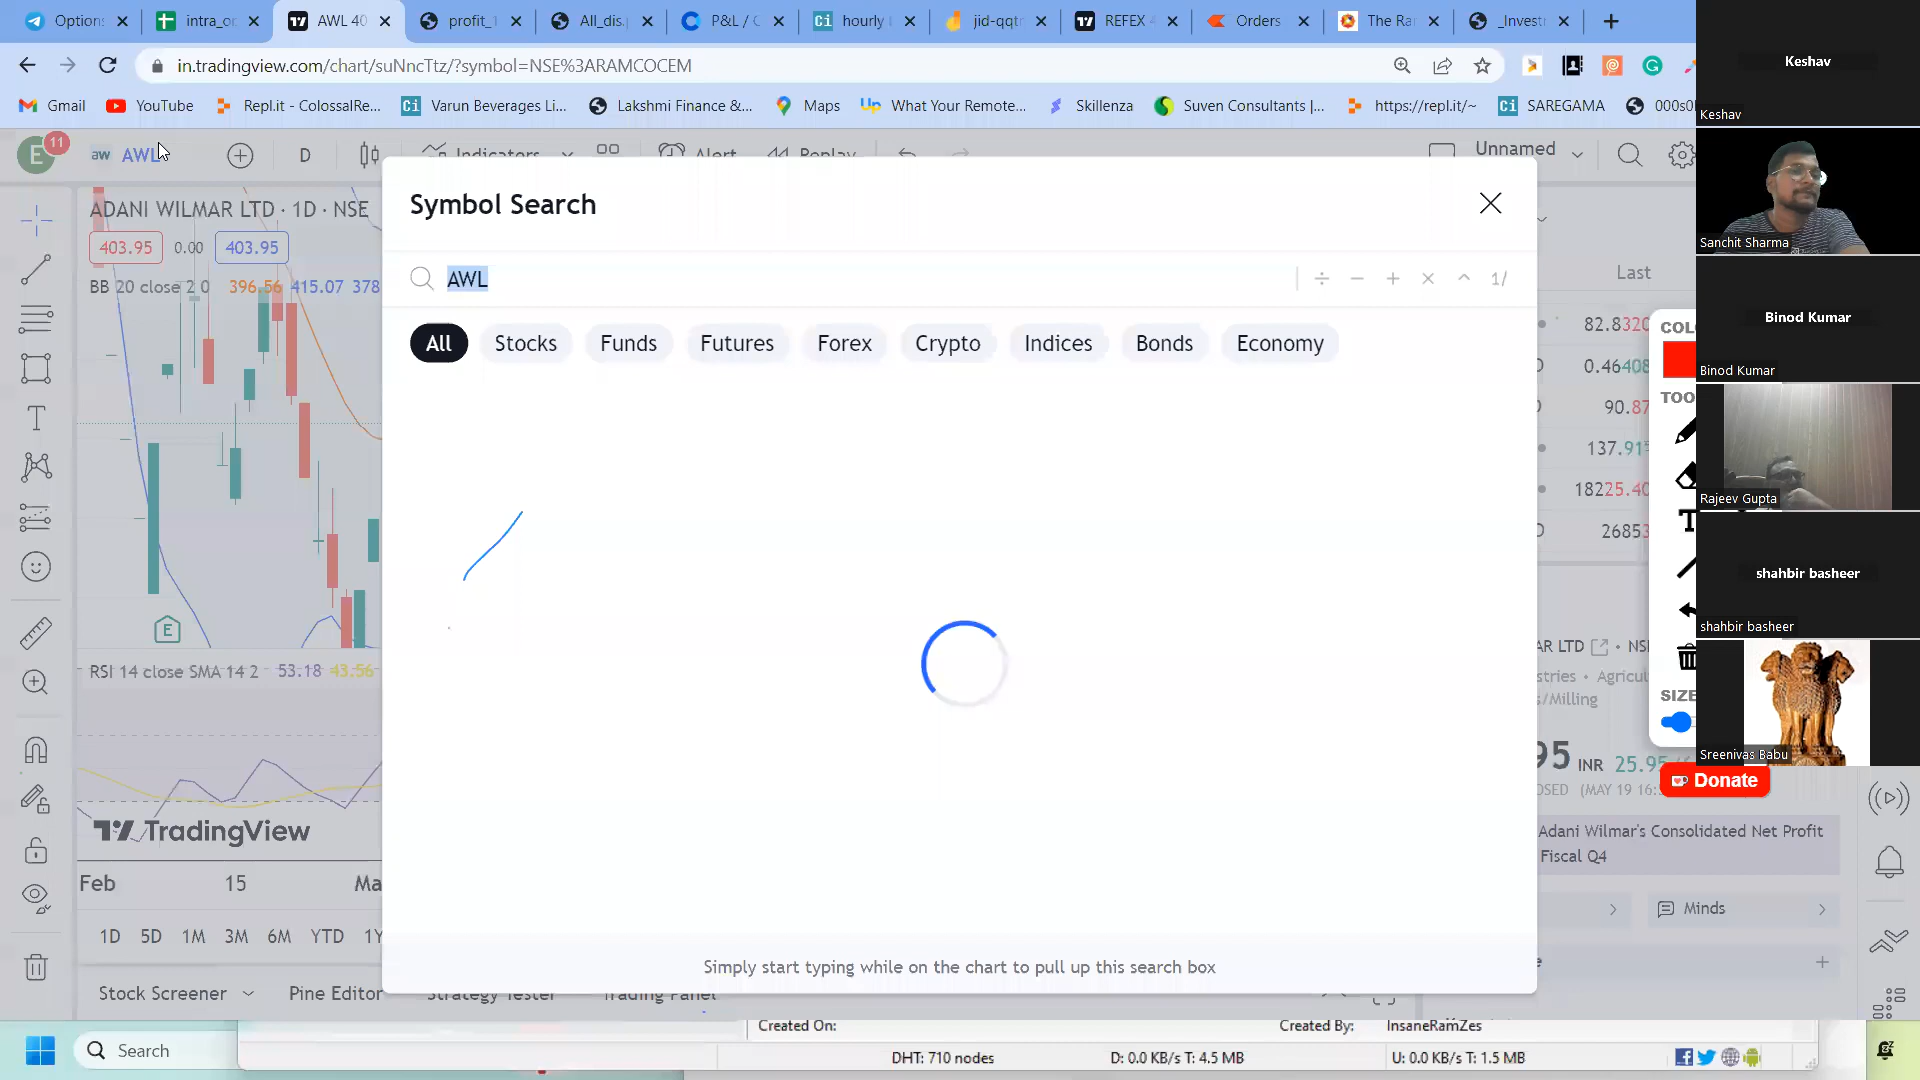 Options
intra_o
AWL 40
profit_1
All_dis.
P&L / C
hourly
jid-qqtr
REFEX
Orders
The Ra
_Invest
in.tradingview.com/chart/suNncTtz/?symbol=NSE%3ARAMCOCEM
Gmail
YouTube
Repl.it - ColossalRe...
Varun Beverages Li...
Lakshmi Finance &...
Maps
What Your Remote...
Skillenza
Suven Consultants |...
https://repl.it/~
SAREGAMA
000s0
E 11
aw AWL
D
Indicators
Alert
Replay
Unnamed
ADANI WILMAR LTD · 1D · NSE
403.95 0.00 403.95
BB 20 close 2 0 396.56 415.07 378
Symbol Search
AWL
1/
All
Stocks
Funds
Futures
Forex
Crypto
Indices
Bonds
Economy
Last
82.8320
0.46408
90.87
137.91
18225.40
26853
E
RSI 14 close SMA 14 2 53.18 43.56
TradingView
Feb 15 Ma
1D 5D 1M 3M 6M YTD 1Y
Simply start typing while on the chart to pull up this search box
Stock Screener
Pine Editor
Strategy Tester
Trading Panel
COL
TOO
SIZE
Donate
AR LTD • NSI
stries • Agricul
s/Milling
95 INR 25.95
OSED (MAY 19 16:
Adani Wilmar's Consolidated Net Profit
Fiscal Q4
Minds
Keshav
Keshav
Sanchit Sharma
Binod Kumar
Binod Kumar
Rajeev Gupta
shahbir basheer
shahbir basheer
Sreenivas Babu
Created On:
Created By:
InsaneRamZes
Search
DHT: 710 nodes
D: 0.0 KB/s T: 4.5 MB
U: 0.0 KB/s T: 1.5 MB